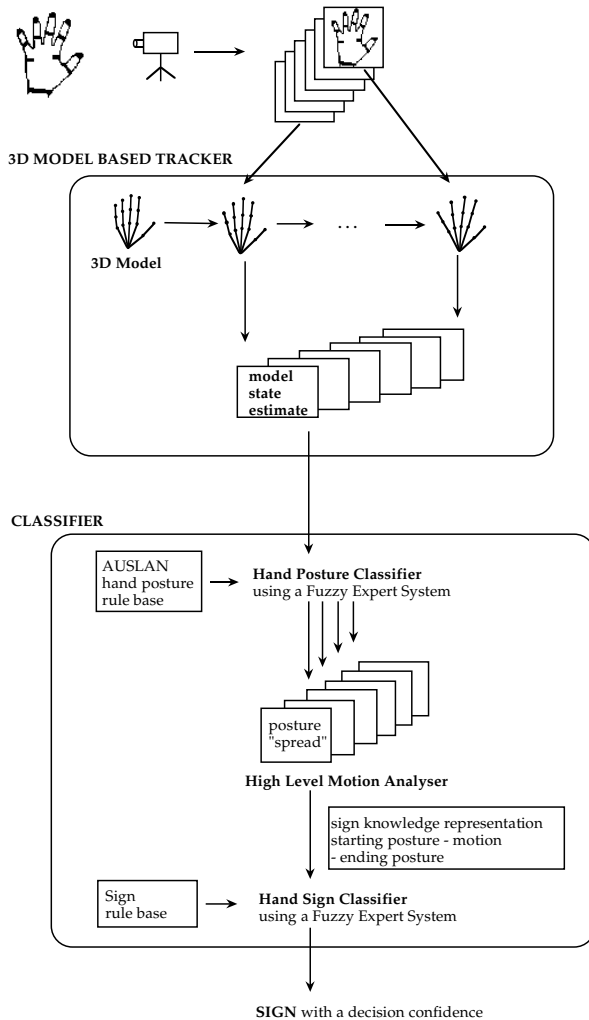 3D MODEL BASED TRACKER
...
3D Model
model
state
estimate
CLASSIFIER
AUSLAN
hand posture
rule base
Hand Posture Classifier
using a Fuzzy Expert System
posture
"spread"
High Level Motion Analyser
sign knowledge representation
starting posture - motion
- ending posture
Sign
rule base
Hand Sign Classifier
using a Fuzzy Expert System
SIGN with a decision confidence